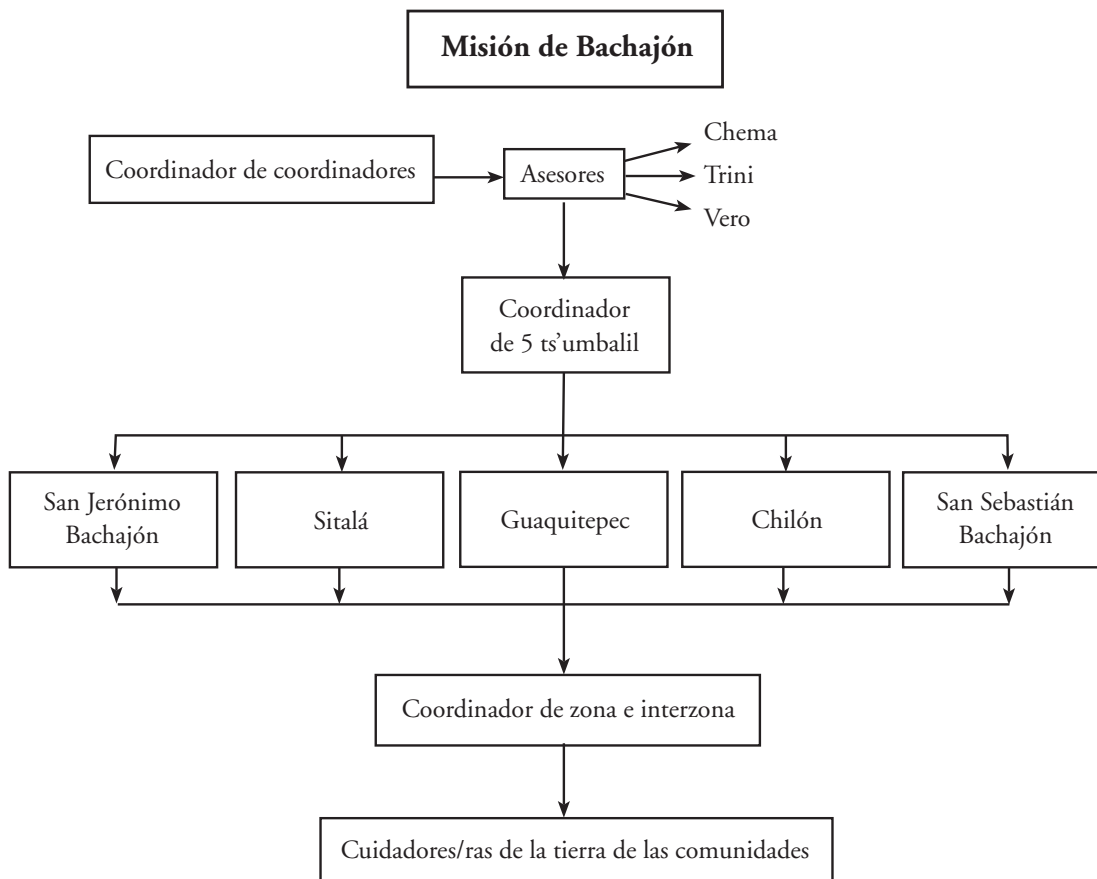 Misión de Bachajón
Coordinador de coordinadores
Asesores
Chema
Trini
Vero
Coordinador
de 5 ts’umbalil
San Jerónimo
Bachajón
Sitalá
Guaquitepec
Chilón
San Sebastián
Bachajón
Coordinador de zona e interzona
Cuidadores/ras de la tierra de las comunidades